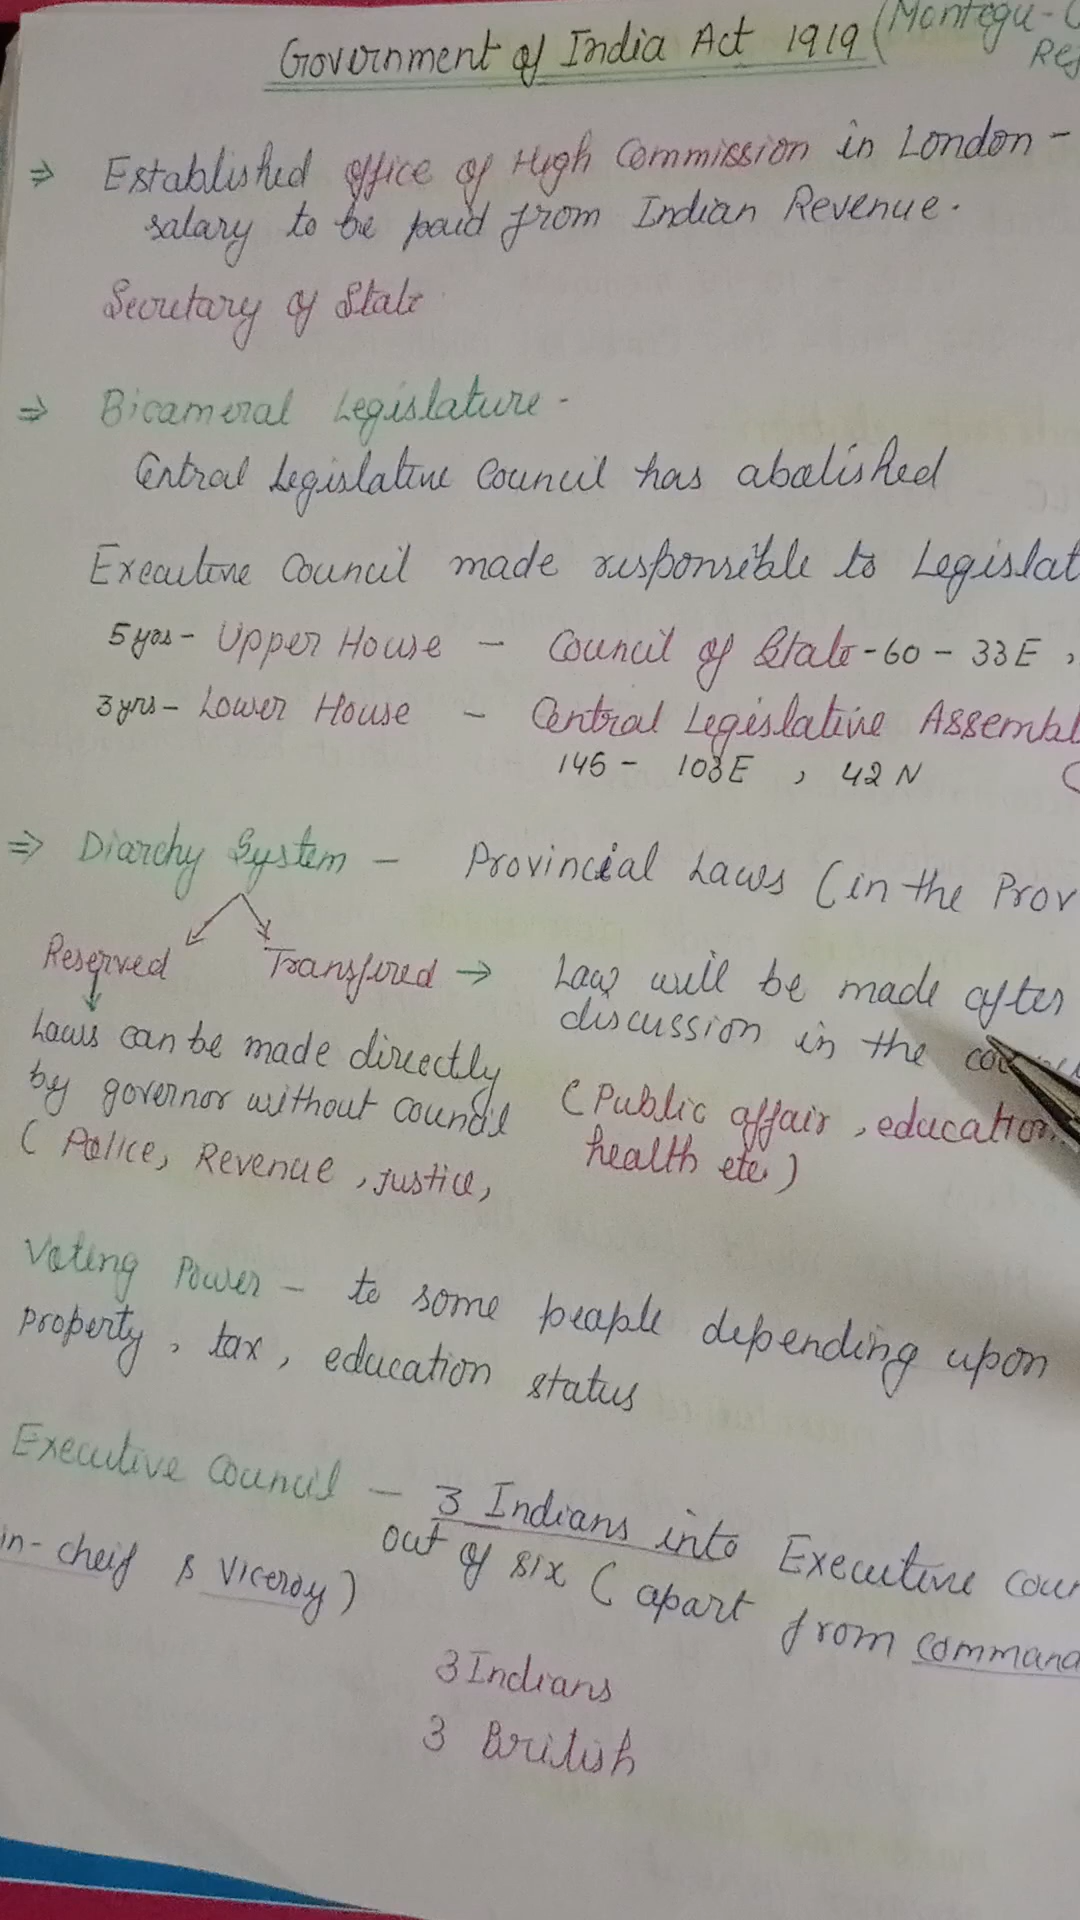 Government of India Act 1919 (Montegu-
Established office of High Commission in London -
salary to be paid from Indian Revenue.
Secretary of State
⇒ Bicameral Legislature -
Central Legislative Council has abolished
Executive Council made responsible to Legislat
5 yrs - Upper House - Council of State - 60 - 33E,
3 yrs - Lower House - Central Legislative Assembl
145 - 103E, 42 N
⇒ Diarchy System - Provincial Laws (in the Prov
Reserved Transfired → Law will be made after
discussion in the
Laws can be made directly
by governor without council
(Police, Revenue, justice,
(Public affair, education
health etc.)
Voting Power - to some people depending upon
property, tax, education status
Executive Council - 3 Indians into Executive coun
out of six (apart from command
in-cheif & Viceroy)
3 Indians
3 British